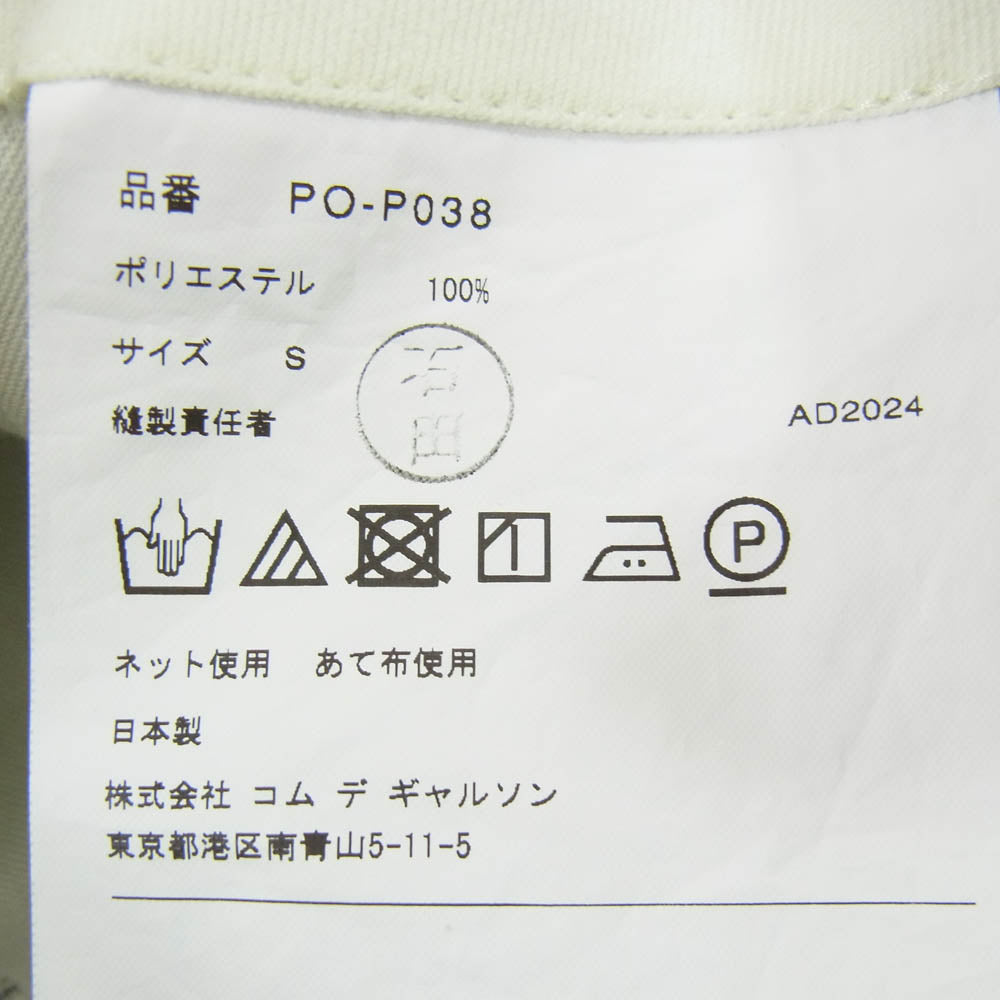 品番 PO-P038
ポリエステル 100%
サイズ S
縫製責任者
AD2024
P
ネット使用 あて布使用
日本製
株式会社 コム デ ギャルソン
東京都港区南青山5-11-5